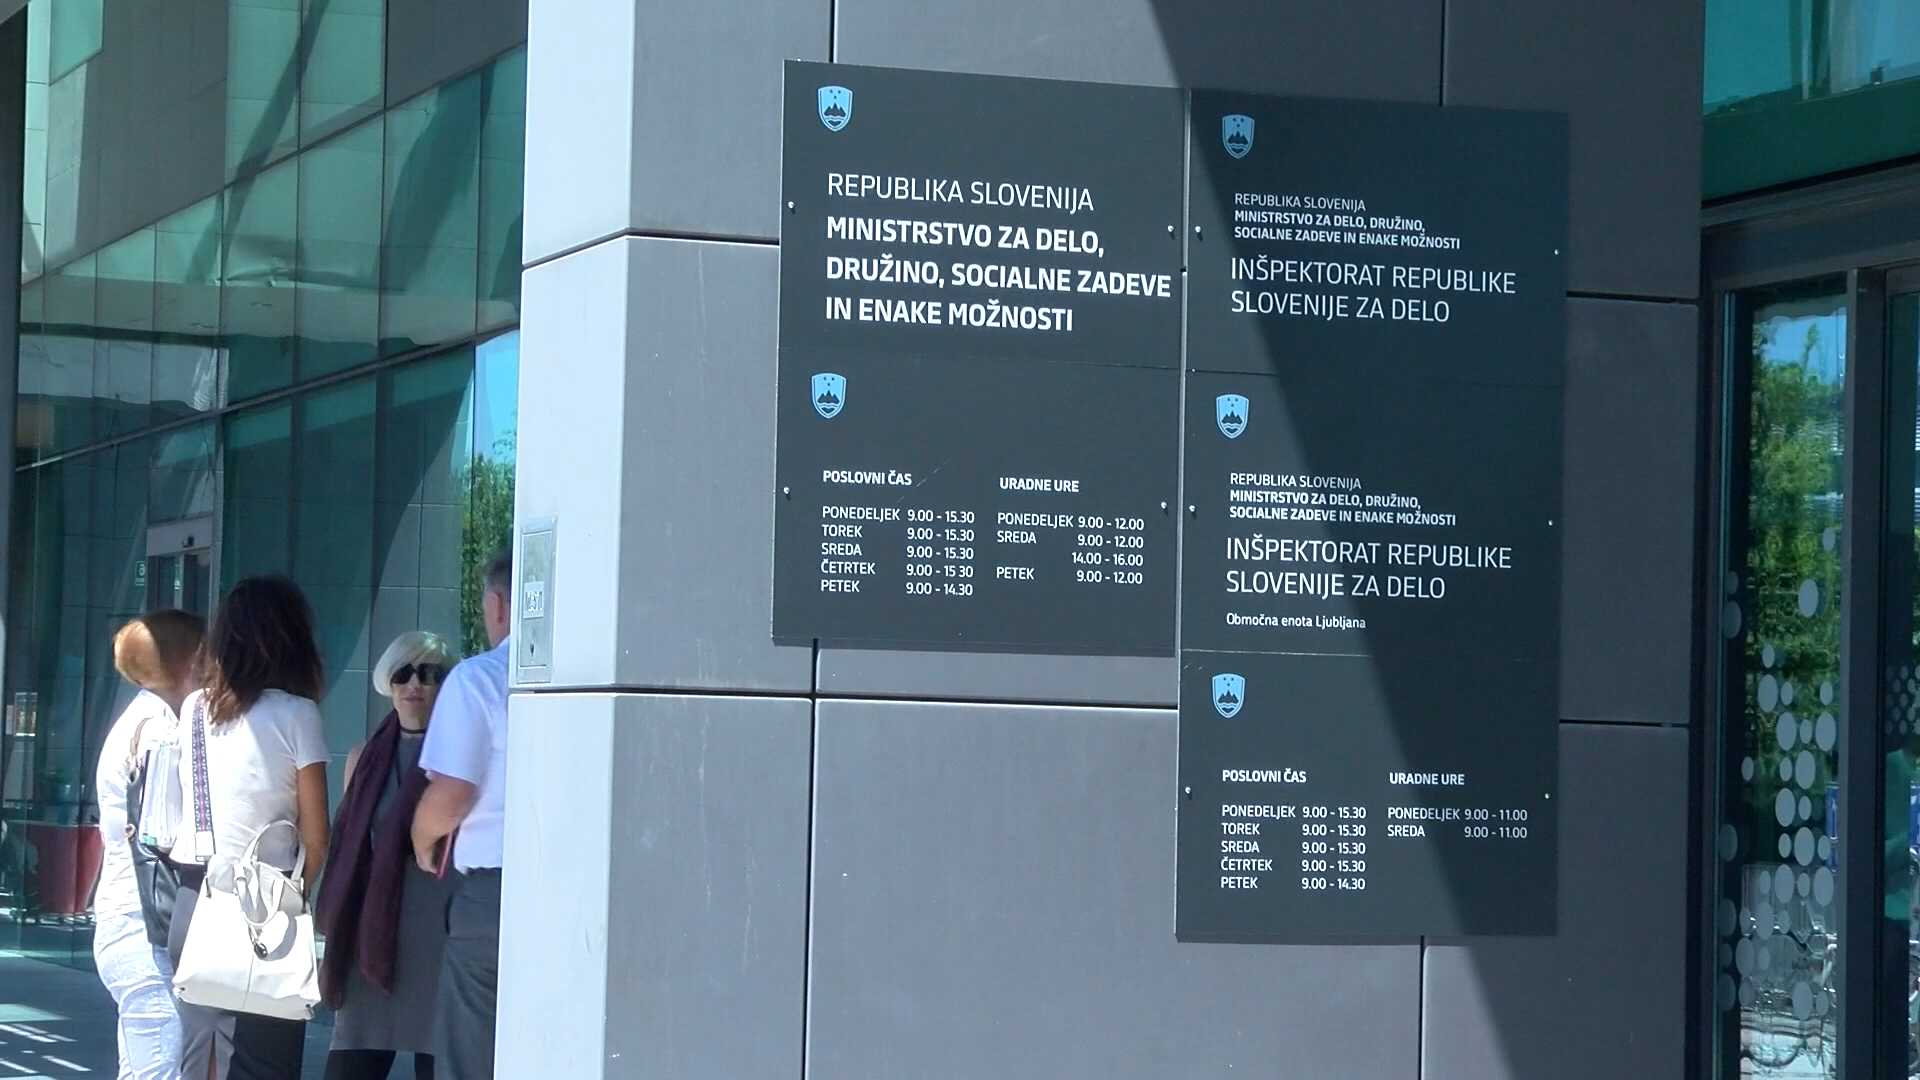 REPUBLIKA SLOVENIJA
MINISTRSTVO ZA DELO,
DRUŽINO, SOCIALNE ZADEVE
IN ENAKE MOŽNOSTI
POSLOVNI ČAS
PONEDELJEK 9.00 - 15.30
TOREK 9.00 - 15.30
SREDA 9.00 - 15.30
ČETRTEK 9.00 - 15 30
PETEK 9.00 - 14.30
URADNE URE
PONEDELJEK 9.00 - 12.00
SREDA 9.00 - 12.00
14.00 - 16.00
PETEK 9.00 - 12.00
REPUBLIKA SLOVENIJA
MINISTRSTVO ZA DELO, DRUŽINO,
SOCIALNE ZADEVE IN ENAKE MOŽNOSTI
INŠPEKTORAT REPUBLIKE
SLOVENIJE ZA DELO
REPUBLIKA SLOVENIJA
MINISTRSTVO ZA DELO, DRUŽINO,
SOCIALNE ZADEVE IN ENAKE MOŽNOSTI
INŠPEKTORAT REPUBLIKE
SLOVENIJE ZA DELO
Območna enota Ljubljana
POSLOVNI ČAS
PONEDELJEK 9.00 - 15.30
TOREK 9.00 - 15.30
SREDA 9.00 - 15.30
ČETRTEK 9.00 - 15.30
PETEK 9.00 - 14.30
URADNE URE
PONEDELJEK 9.00 - 11.00
SREDA 9.00 - 11.00